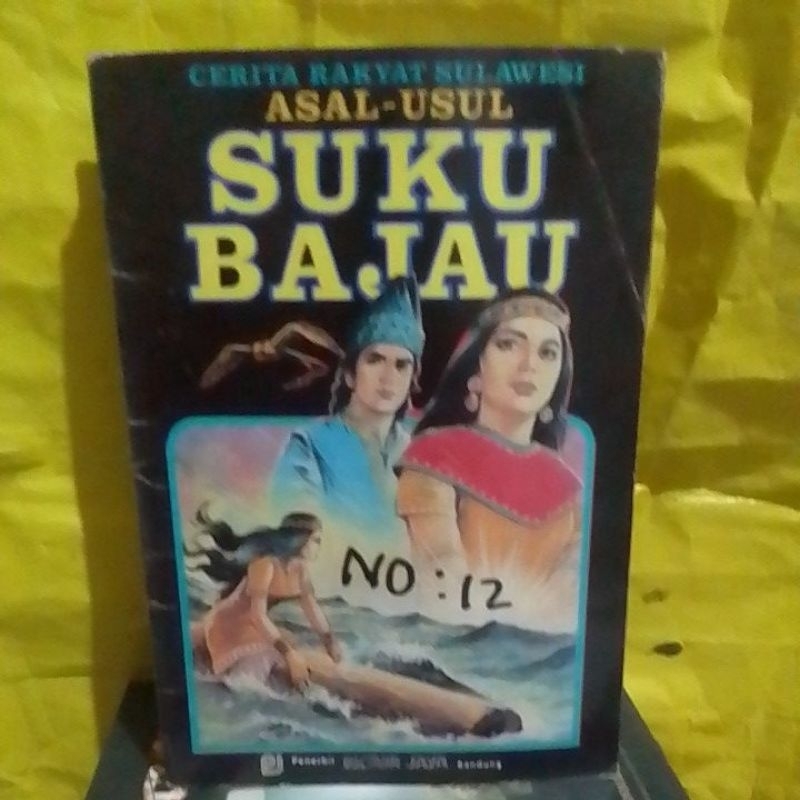 CERITA RAKYAT SULAWESI
ASAL-USUL
SUKU
BAJAU
NO : 12
Penerbit Bandung